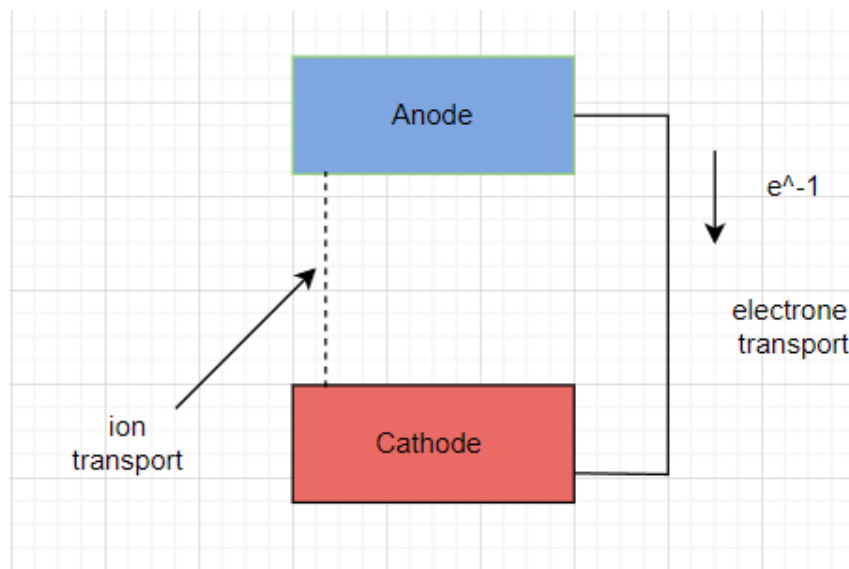 Anode
e^-1
electrone
transport
ion
transport
Cathode